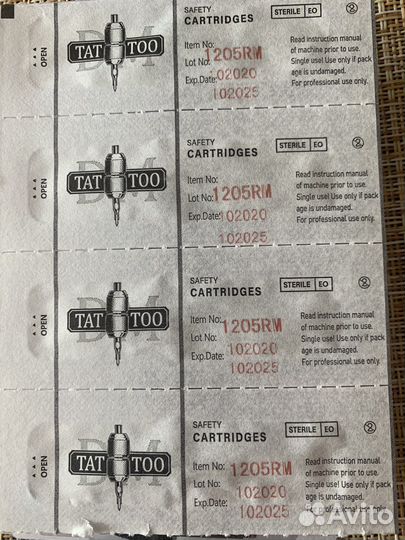 OPEN
DM
TAT TOO
SAFETY
CARTRIDGES
STERILE EO
Item No: 1205RM
Lot No: 102020
Exp.Date: 102025
Read instruction manual
of machine prior to use.
Single use! Use only if pack
age is undamaged.
For professional use only.
OPEN
DM
TAT TOO
SAFETY
CARTRIDGES
STERILE EO
Item No:
Lot No: 1205RM
Exp.Date: 102020
102025
Read instruction manual
of machine prior to use.
Single use! Use only if pack
age is undamaged.
For professional use only.
OPEN
DM
TAT TOO
SAFETY
CARTRIDGES
STERILE EO
Item No: 1205RM
Lot No:
Exp.Date: 102020
102025
Read instruction manual
of machine prior to use.
Single use! Use only if pack
age is undamaged.
For professional use only.
OPEN
DM
TAT TOO
SAFETY
CARTRIDGES
STERILE EO
Item No: 1205RM
Lot No:
Exp.Date: 102020
102025
Read instruction manual
of machine prior to use.
Single use! Use only if pack
age is undamaged.
For professional use only.
Avito